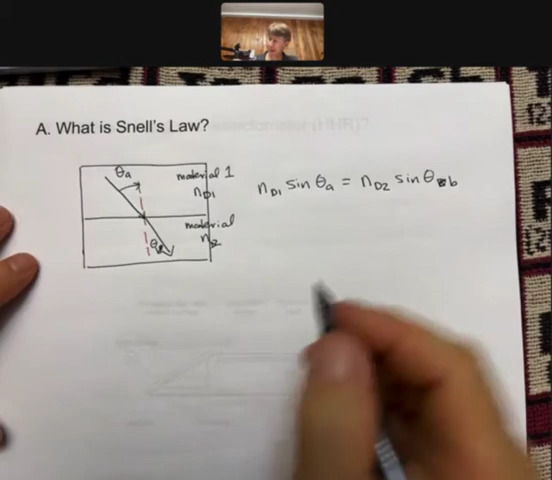 A. What is Snell's Law?
θa
material 1
nD1
material
n2
θb
nD1 sin θa = nD2 sin θb